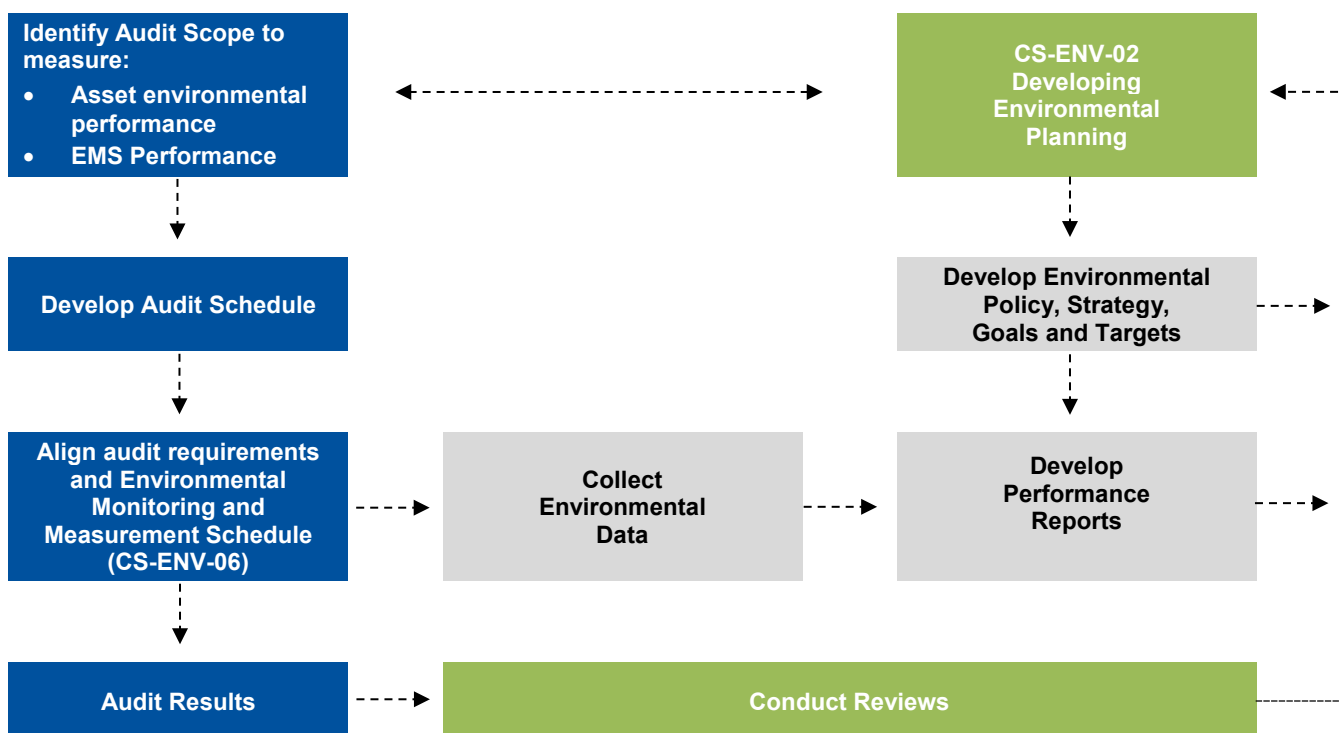 Identify Audit Scope to
measure:
• Asset environmental
performance
• EMS Performance
CS-ENV-02
Developing
Environmental
Planning
Develop Audit Schedule
Develop Environmental
Policy, Strategy,
Goals and Targets
Align audit requirements
and Environmental
Monitoring and
Measurement Schedule
(CS-ENV-06)
Collect
Environmental
Data
Develop
Performance
Reports
Audit Results
Conduct Reviews